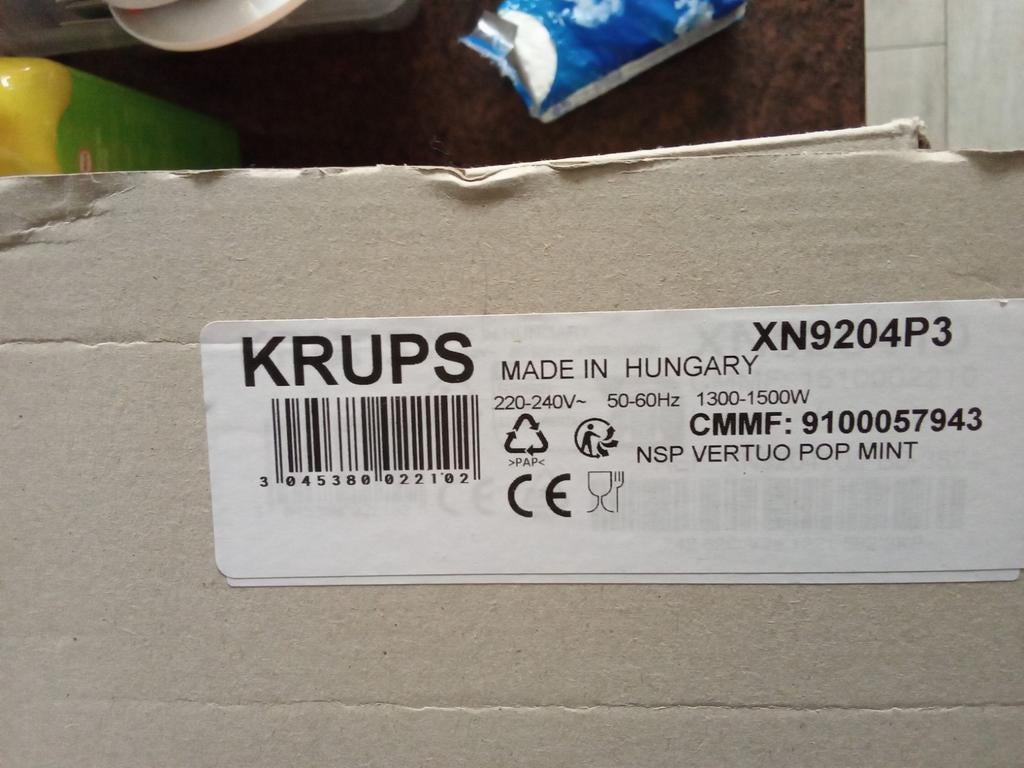 KRUPS
MADE IN HUNGARY
XN9204P3
220-240V~ 50-60Hz 1300-1500W
CMMF: 9100057943
NSP VERTUO POP MINT
>PAP<
3 045380 022102
CE